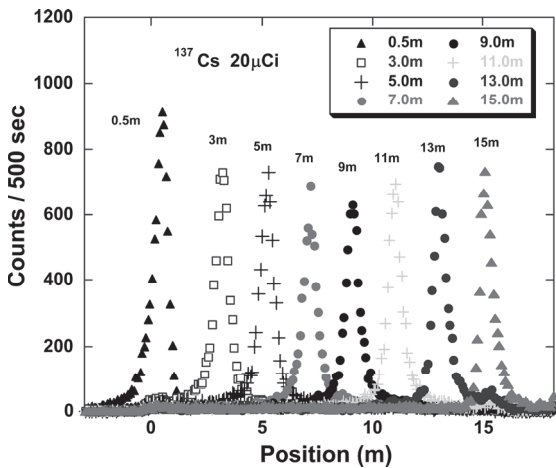 1200
1000
800
600
400
200
0
Counts / 500 sec
¹³⁷Cs 20μCi
0.5m
3.0m
5.0m
7.0m
9.0m
11.0m
13.0m
15.0m
0.5m
3m
5m
7m
9m
11m
13m
15m
0 5 10 15
Position (m)